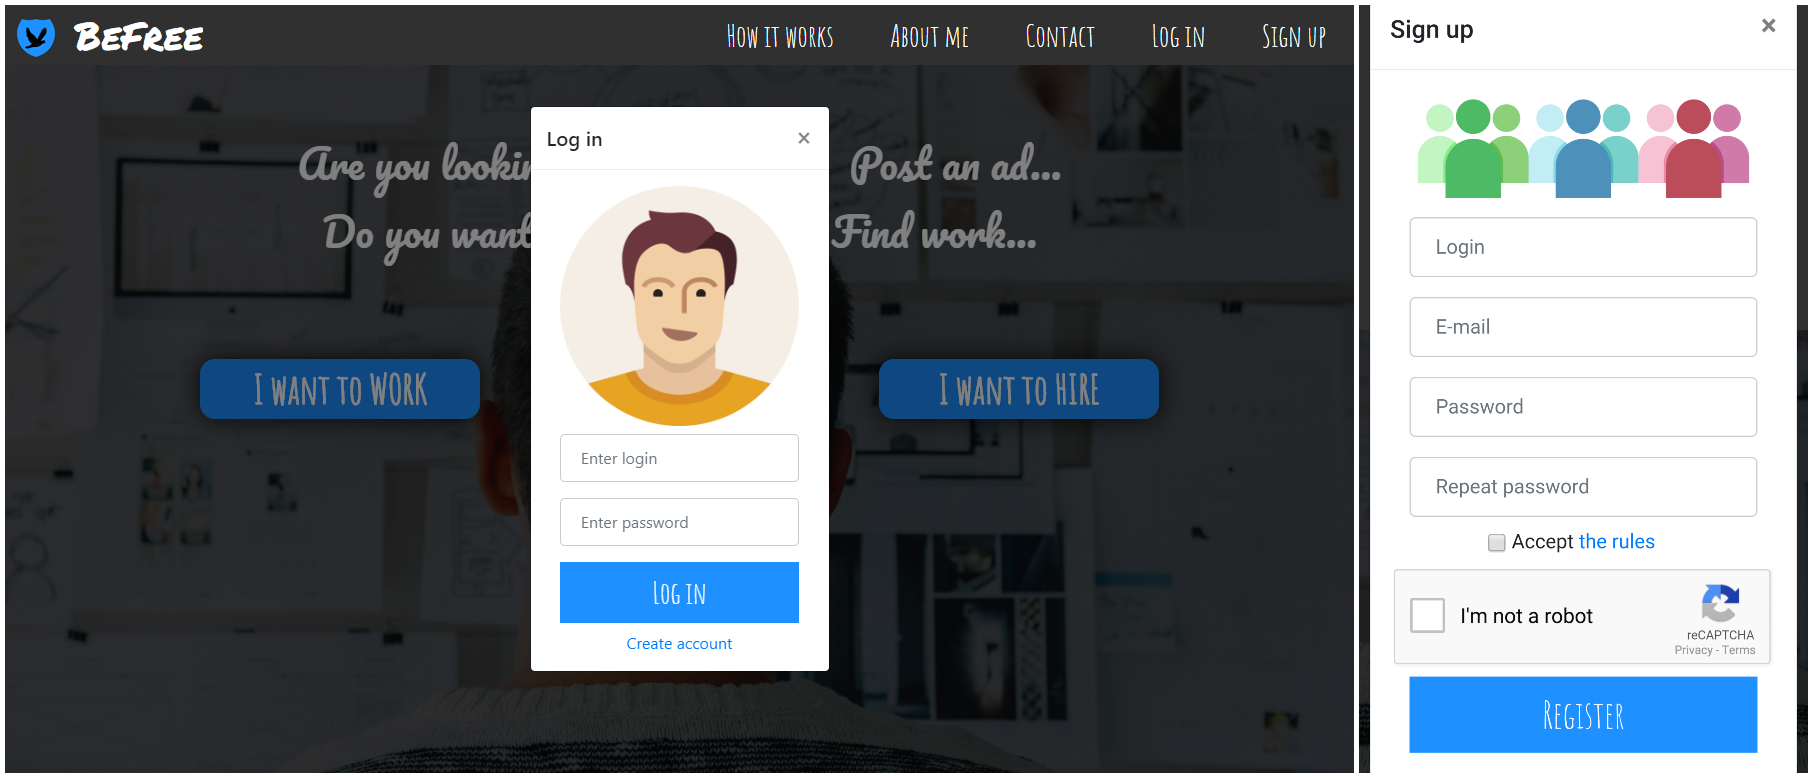 BeFree
How it works
About me
Contact
Log in
Sign up
Are you lookin
Post an ad...
Do you want
Find work...
I want to WORK
I want to HIRE
Log in
×
Enter login
Enter password
Log in
Create account
Sign up
×
Login
E-mail
Password
Repeat password
Accept the rules
I'm not a robot
reCAPTCHA
Privacy - Terms
Register